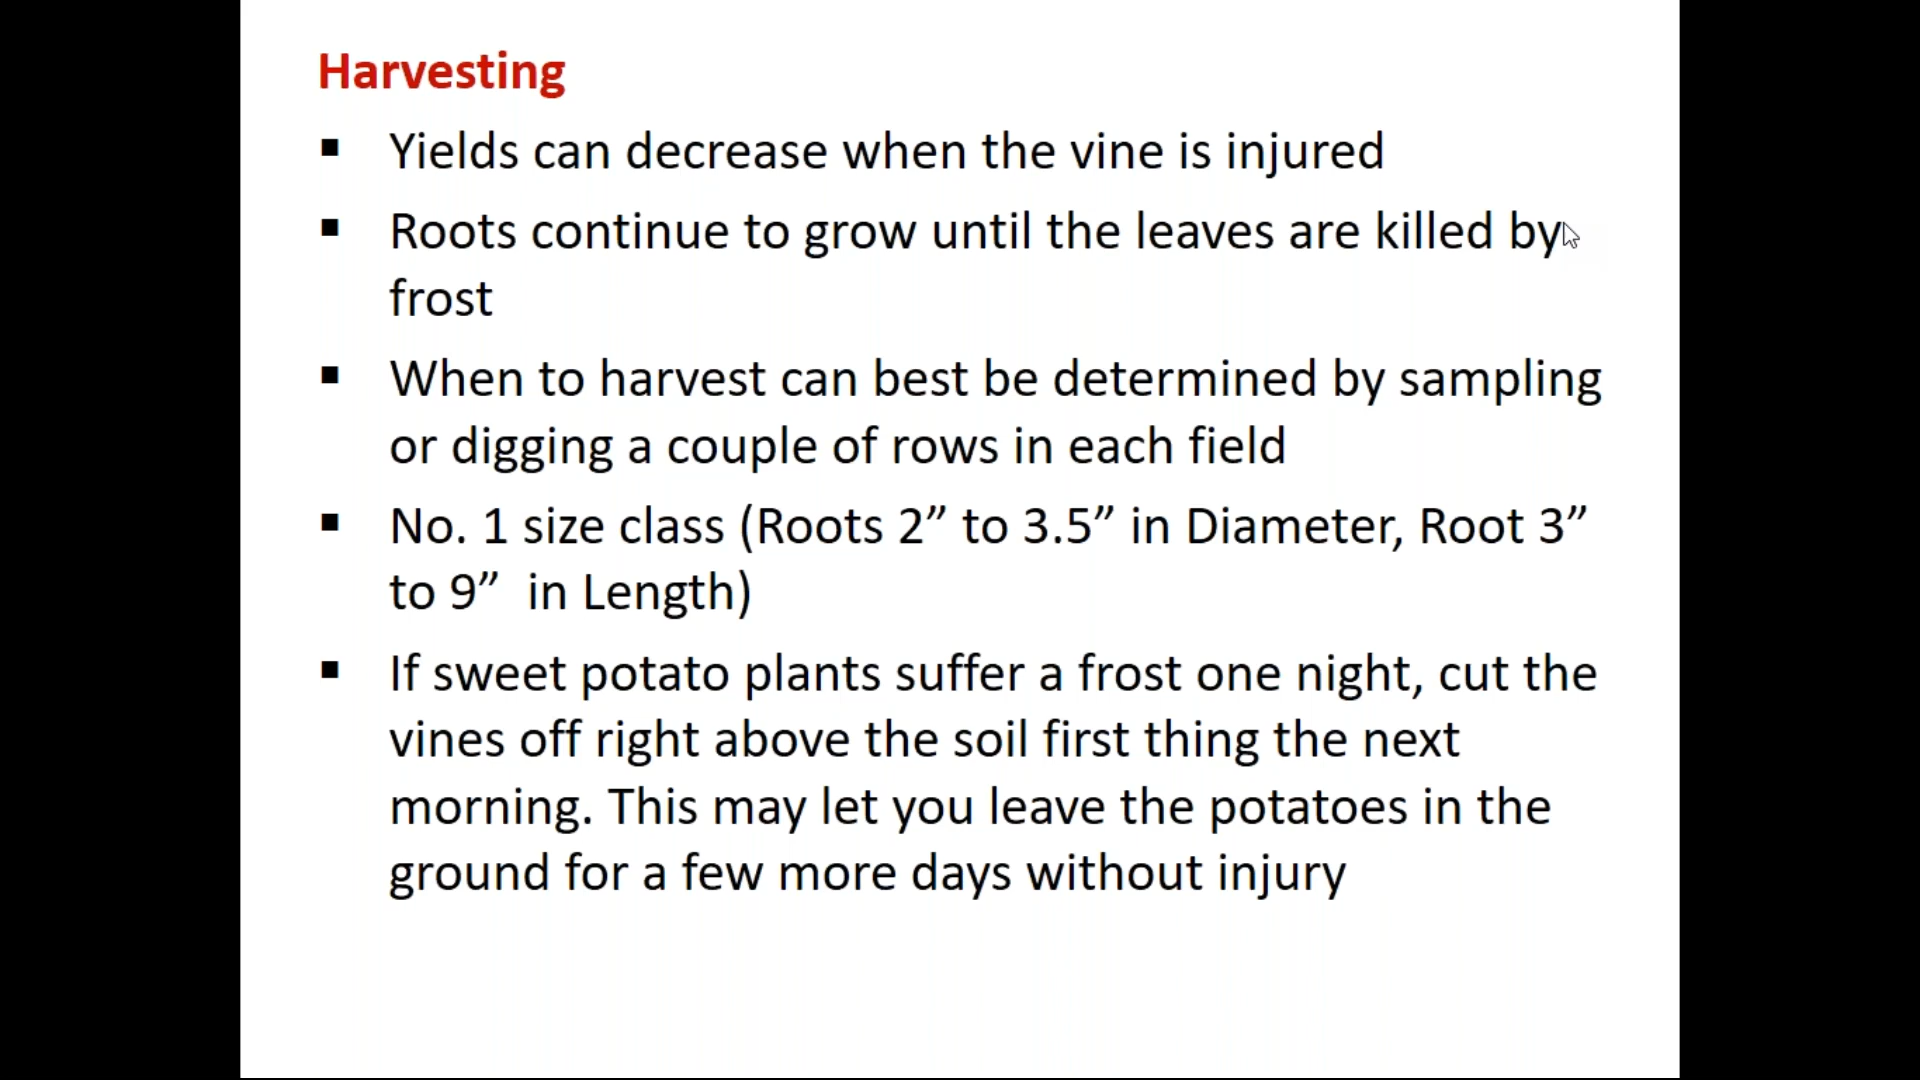 Harvesting
▪ Yields can decrease when the vine is injured
▪ Roots continue to grow until the leaves are killed by
frost
▪ When to harvest can best be determined by sampling
or digging a couple of rows in each field
▪ No. 1 size class (Roots 2” to 3.5” in Diameter, Root 3”
to 9”  in Length)
▪ If sweet potato plants suffer a frost one night, cut the
vines off right above the soil first thing the next
morning. This may let you leave the potatoes in the
ground for a few more days without injury